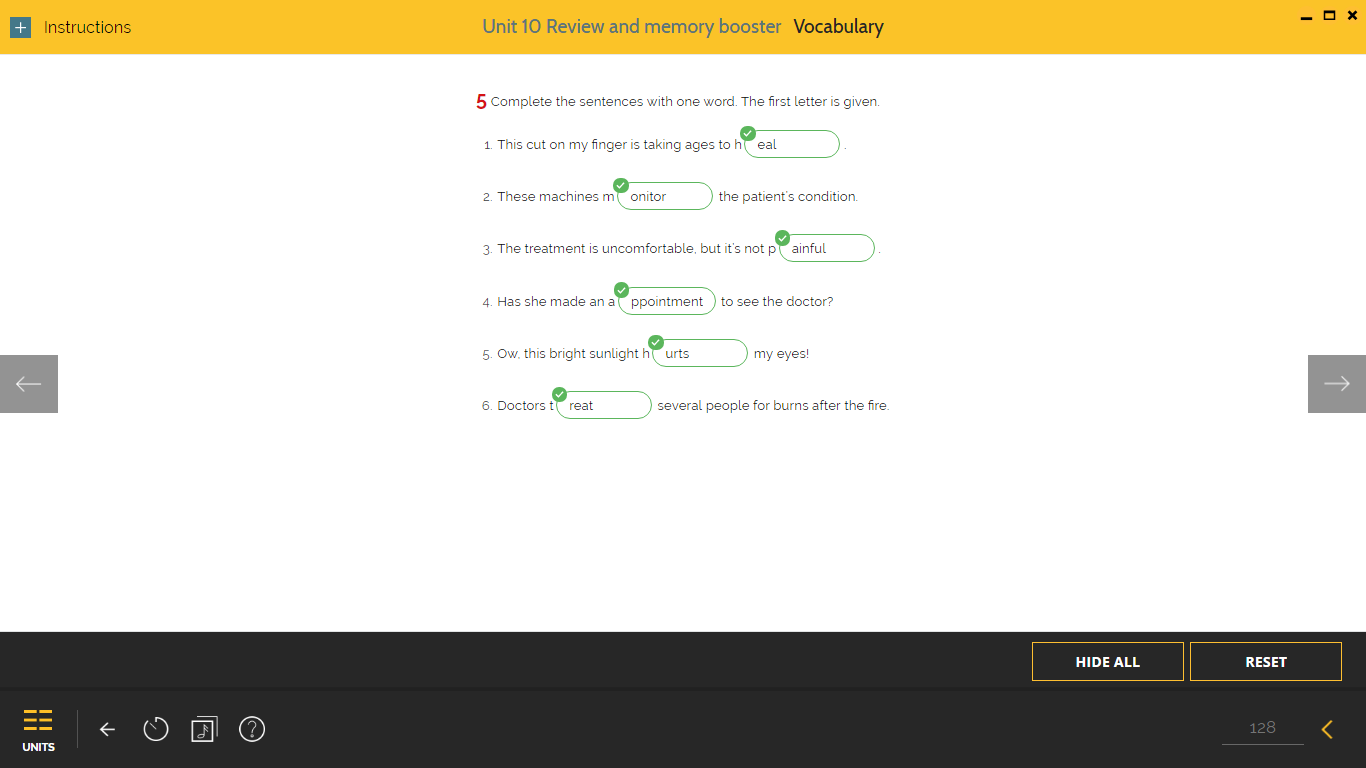 Instructions
Unit 10 Review and memory booster Vocabulary
5 Complete the sentences with one word. The first letter is given.
1. This cut on my finger is taking ages to h eal .
2. These machines m onitor the patient's condition.
3. The treatment is uncomfortable, but it's not p ainful .
4. Has she made an a ppointment to see the doctor?
5. Ow, this bright sunlight h urts my eyes!
6. Doctors t reat several people for burns after the fire.
HIDE ALL RESET
UNITS
128